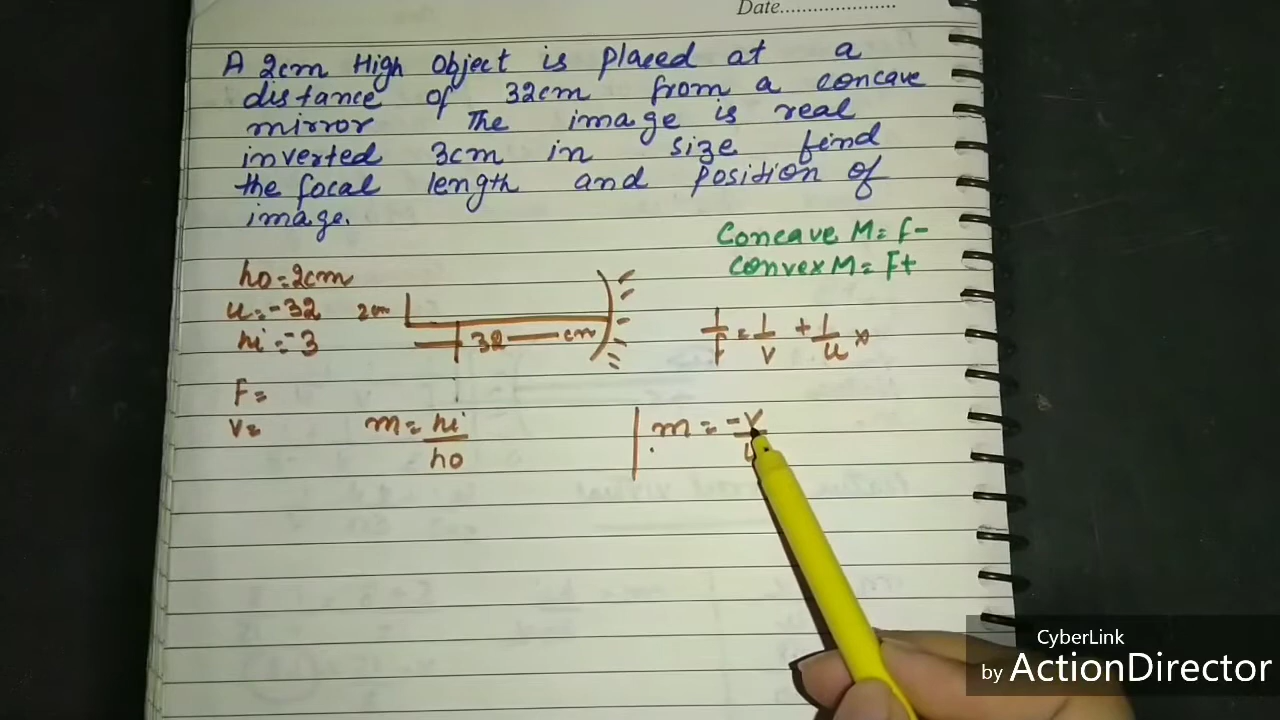 Date.....................
A 2cm High Object is placed at a
distance of 32cm from a concave
mirror The image is real
inverted 3cm in size find
the focal length and position of
image.
Concave M= f-
Convex M= F+
ho=2cm
u=-32
hi=-3
2cm
32 cm
1/f = 1/v + 1/u
F=
v=
m= hi/ho
m = -v/u
CyberLink
by ActionDirector